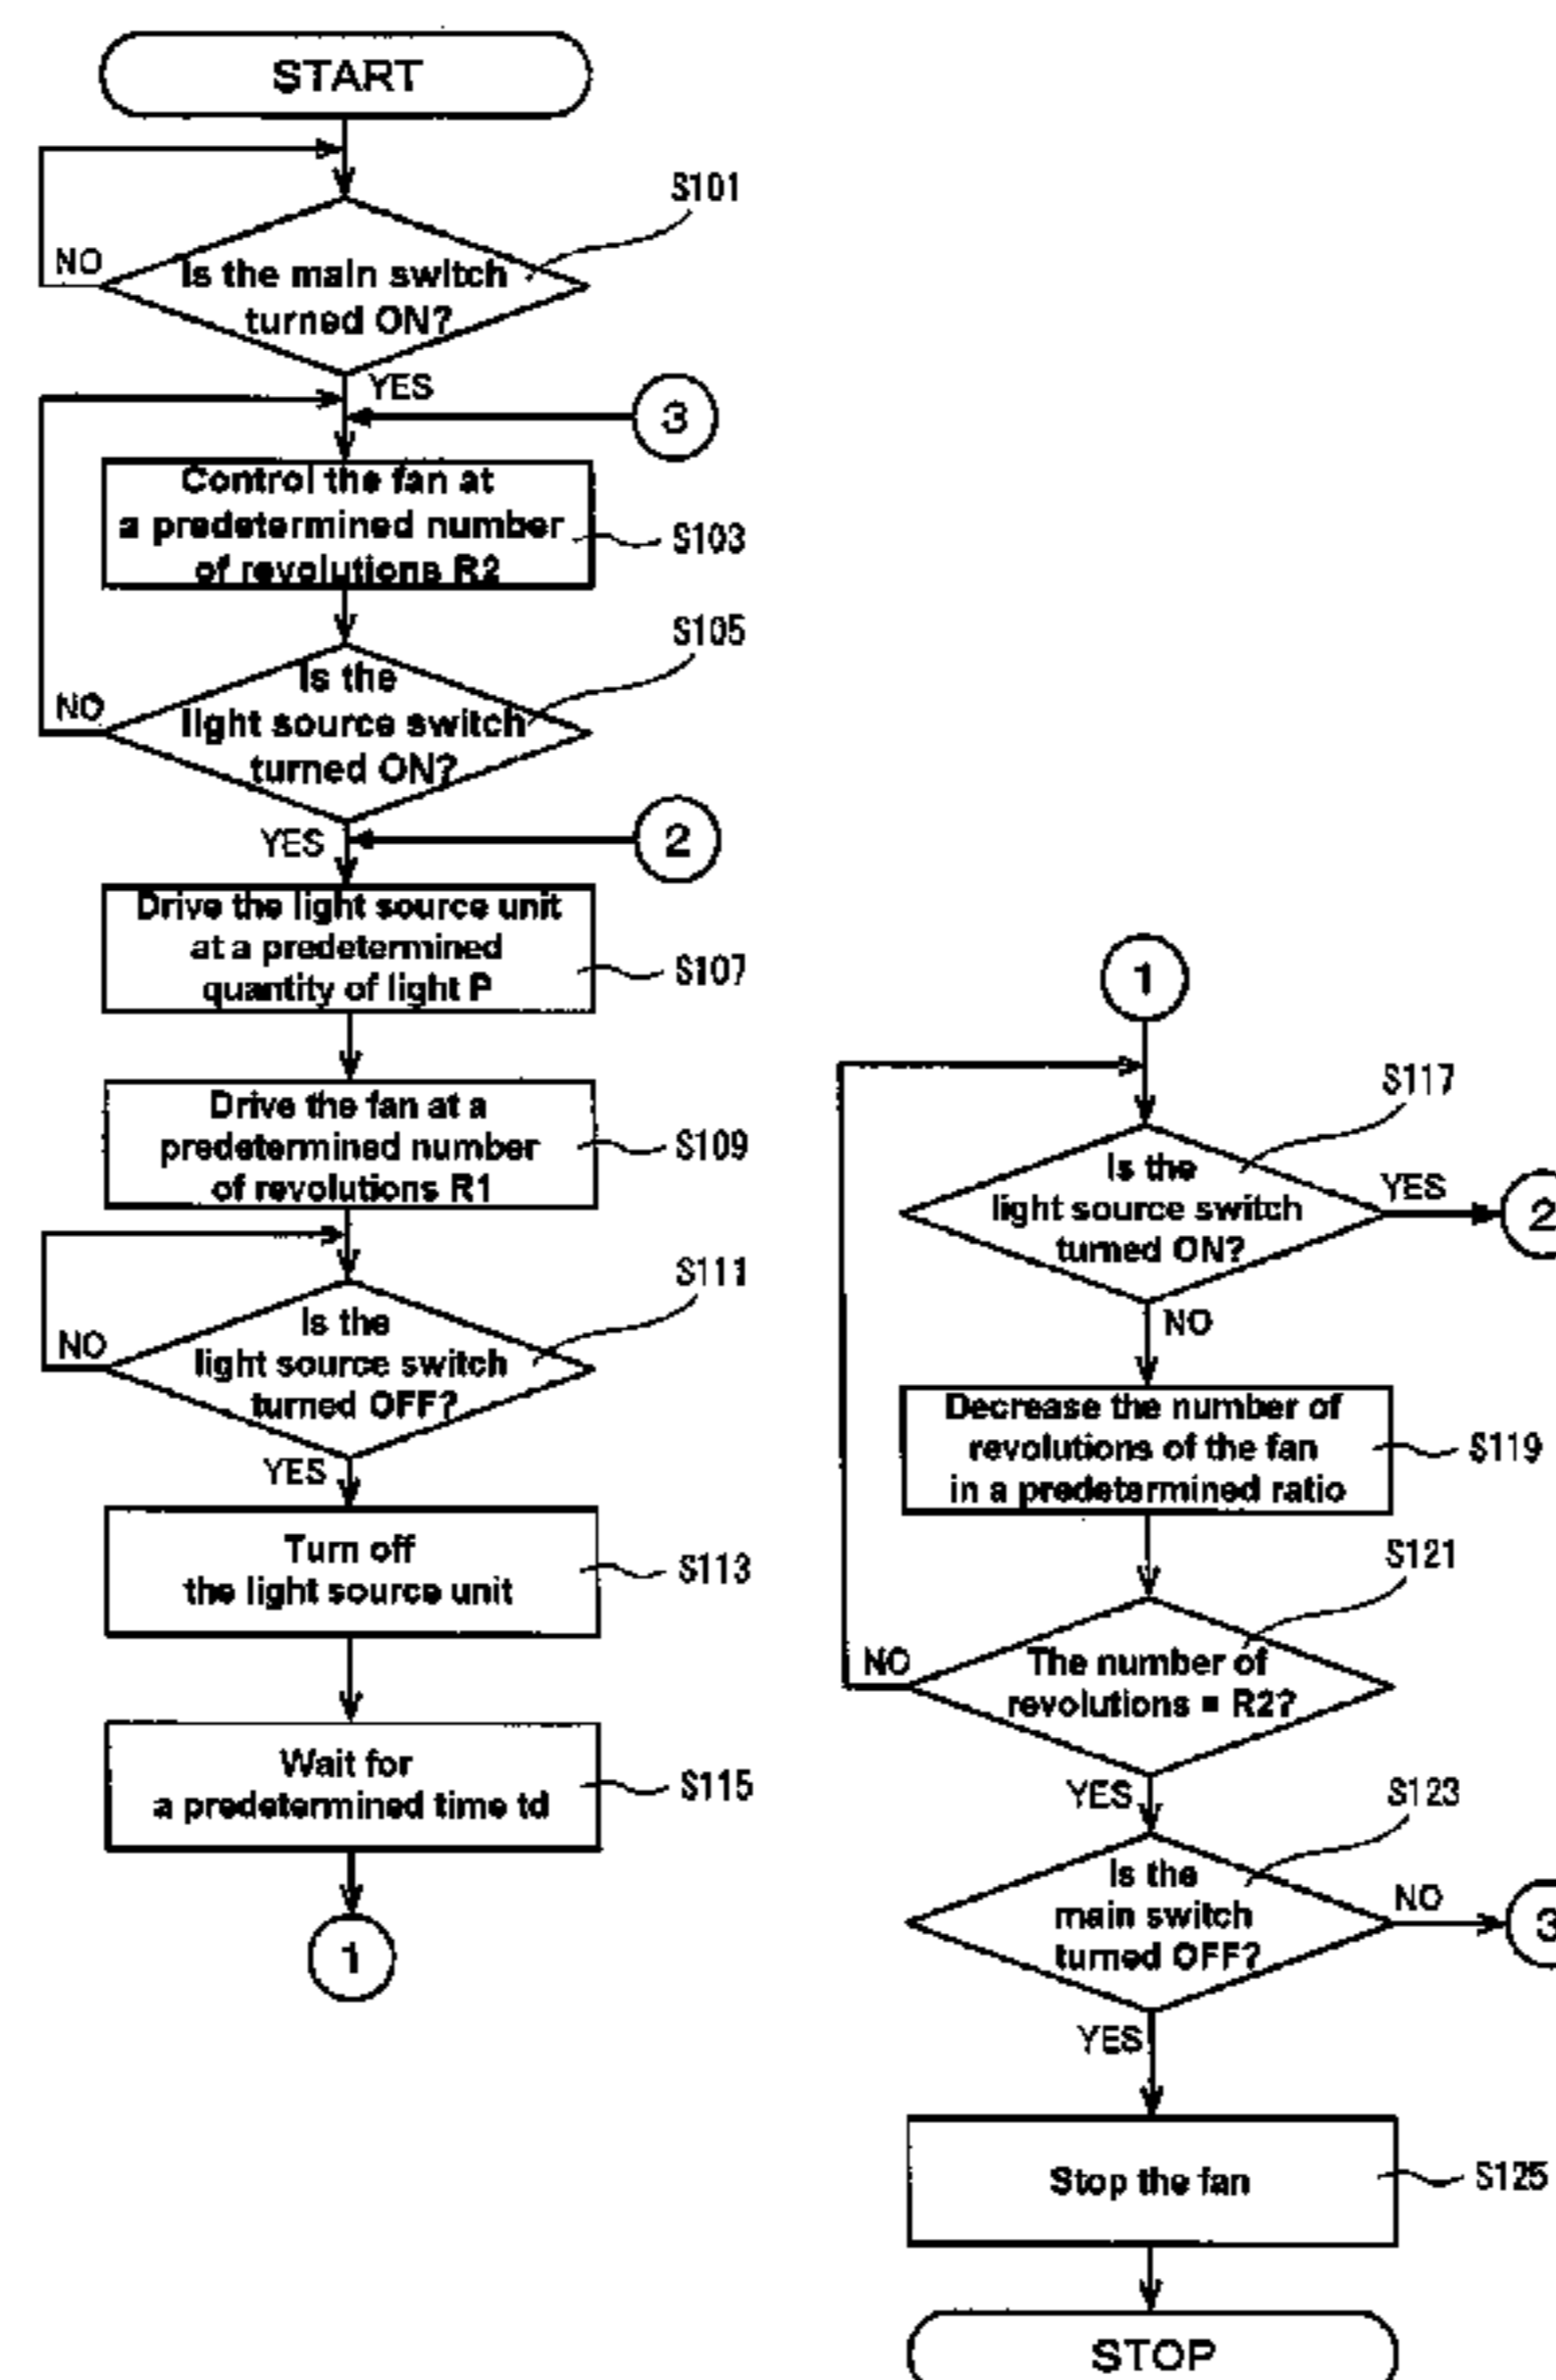 START
S101
NO
Is the main switch
turned ON?
YES
3
Control the fan at
a predetermined number
of revolutions R2
S103
S105
Is the
light source switch
turned ON?
NO
YES
2
Drive the light source unit
at a predetermined
quantity of light P
S107
Drive the fan at a
predetermined number
of revolutions R1
S109
S111
Is the
light source switch
turned OFF?
NO
YES
Turn off
the light source unit
S113
Wait for
a predetermined time td
S115
1
1
S117
Is the
light source switch
turned ON?
YES
2
NO
Decrease the number of
revolutions of the fan
in a predetermined ratio
S119
S121
The number of
revolutions = R2?
NO
YES
S123
Is the
main switch
turned OFF?
NO
3
YES
Stop the fan
S125
STOP